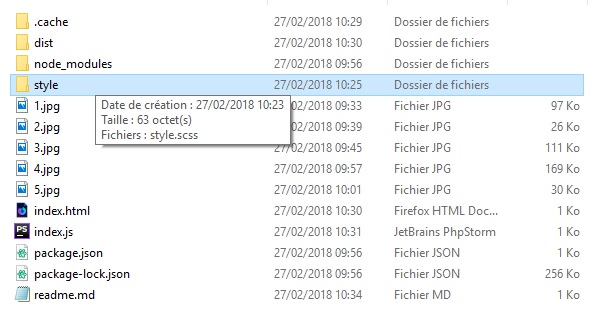 .cache 27/02/2018 10:29 Dossier de fichiers
dist 27/02/2018 10:30 Dossier de fichiers
node_modules 27/02/2018 09:56 Dossier de fichiers
style 27/02/2018 10:25 Dossier de fichiers
1.jpg 27/02/2018 09:33 Fichier JPG 97 Ko
Date de création : 27/02/2018 10:23
Taille : 63 octet(s)
Fichiers : style.scss
2.jpg 27/02/2018 09:39 Fichier JPG 26 Ko
3.jpg 27/02/2018 09:45 Fichier JPG 111 Ko
4.jpg 27/02/2018 09:57 Fichier JPG 169 Ko
5.jpg 27/02/2018 10:01 Fichier JPG 30 Ko
index.html 27/02/2018 10:30 Firefox HTML Doc... 1 Ko
PS index.js 27/02/2018 10:31 JetBrains PhpStorm 1 Ko
package.json 27/02/2018 09:56 Fichier JSON 1 Ko
package-lock.json 27/02/2018 09:56 Fichier JSON 256 Ko
readme.md 27/02/2018 10:34 Fichier MD 1 Ko